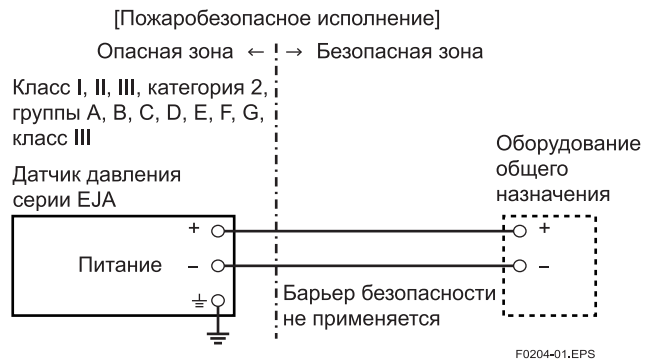 [Пожаробезопасное исполнение]
Опасная зона ← → Безопасная зона
Класс I, II, III, категория 2,
группы A, B, C, D, E, F, G,
класс III
Датчик давления
серии EJA
Оборудование
общего
назначения
+ +
Питание – –
Барьер безопасности
не применяется
F0204-01.EPS